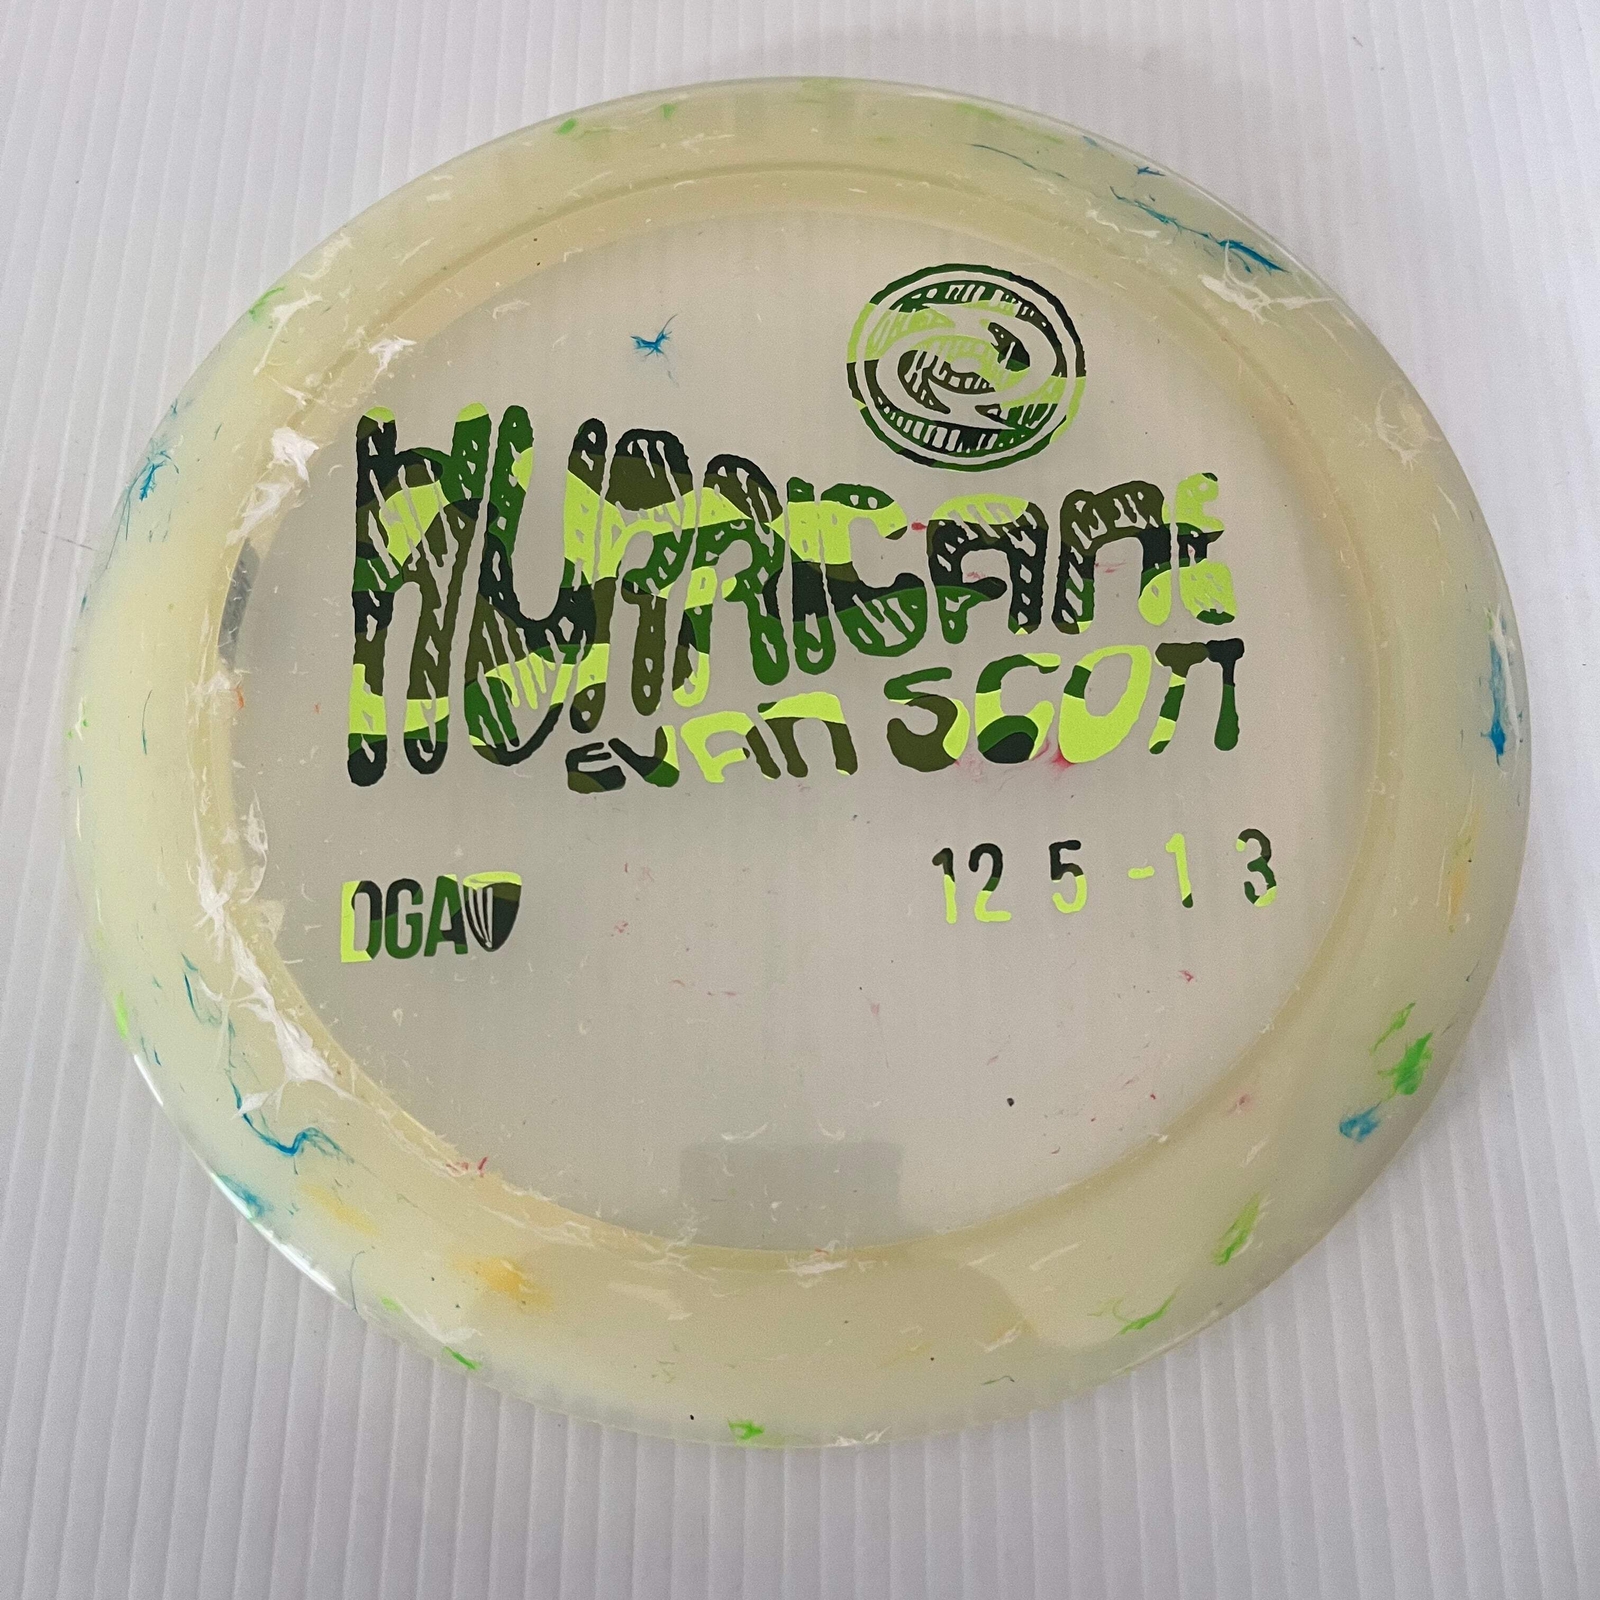 HURRICANE
EVAN SCOTT
DGA
12 5 -1 3